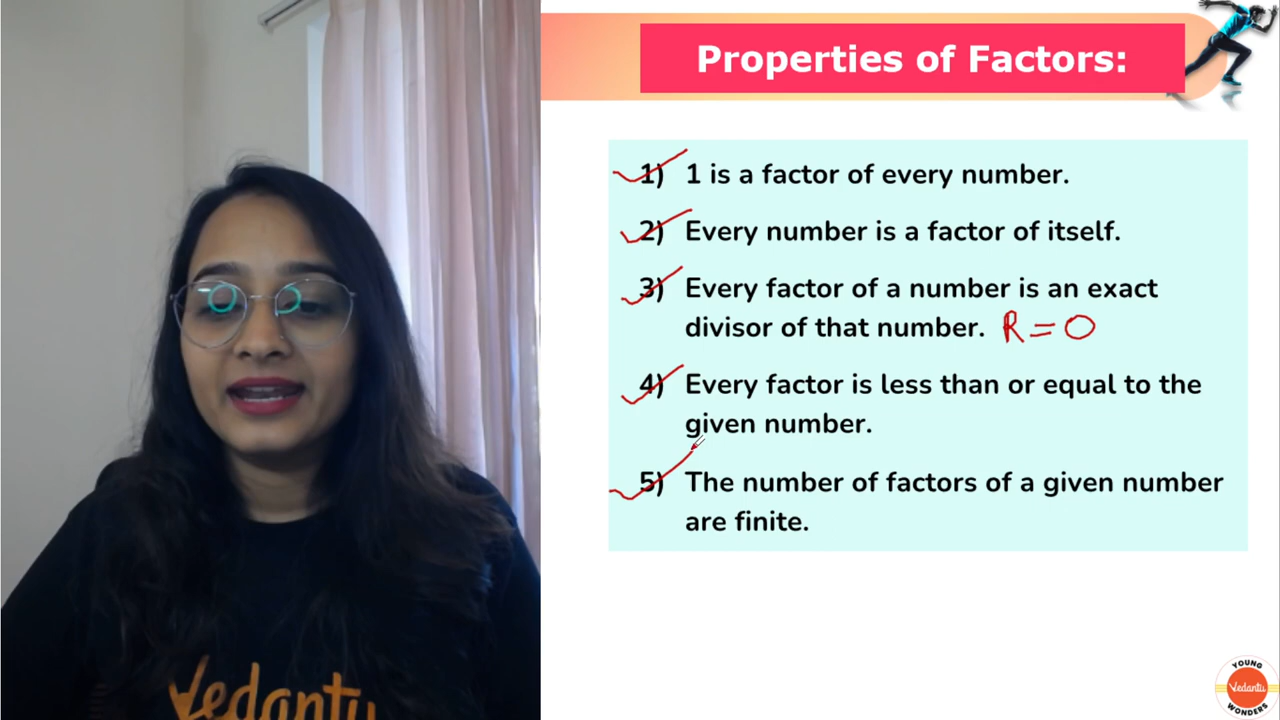 Properties of Factors:
1) 1 is a factor of every number.
2) Every number is a factor of itself.
3) Every factor of a number is an exact
divisor of that number. R = 0
4) Every factor is less than or equal to the
given number.
5) The number of factors of a given number
are finite.
Vedantu
YOUNG
Vedantu
WONDERS